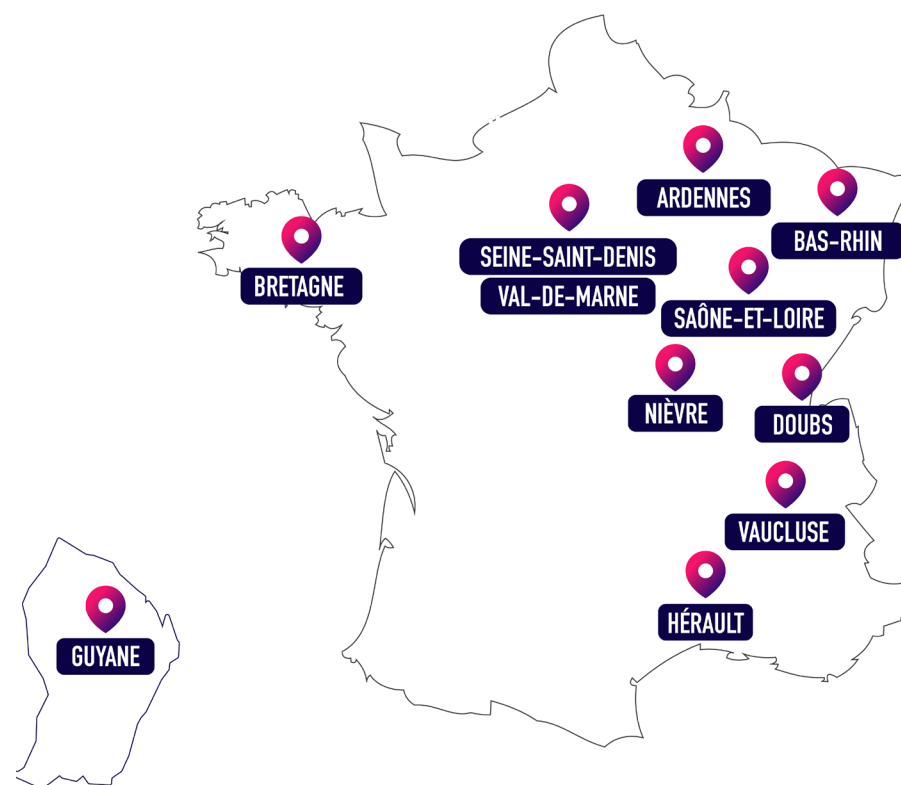 ARDENNES
BAS-RHIN
SEINE-SAINT-DENIS
VAL-DE-MARNE
BRETAGNE
SAÔNE-ET-LOIRE
NIÈVRE
DOUBS
VAUCLUSE
HÉRAULT
GUYANE